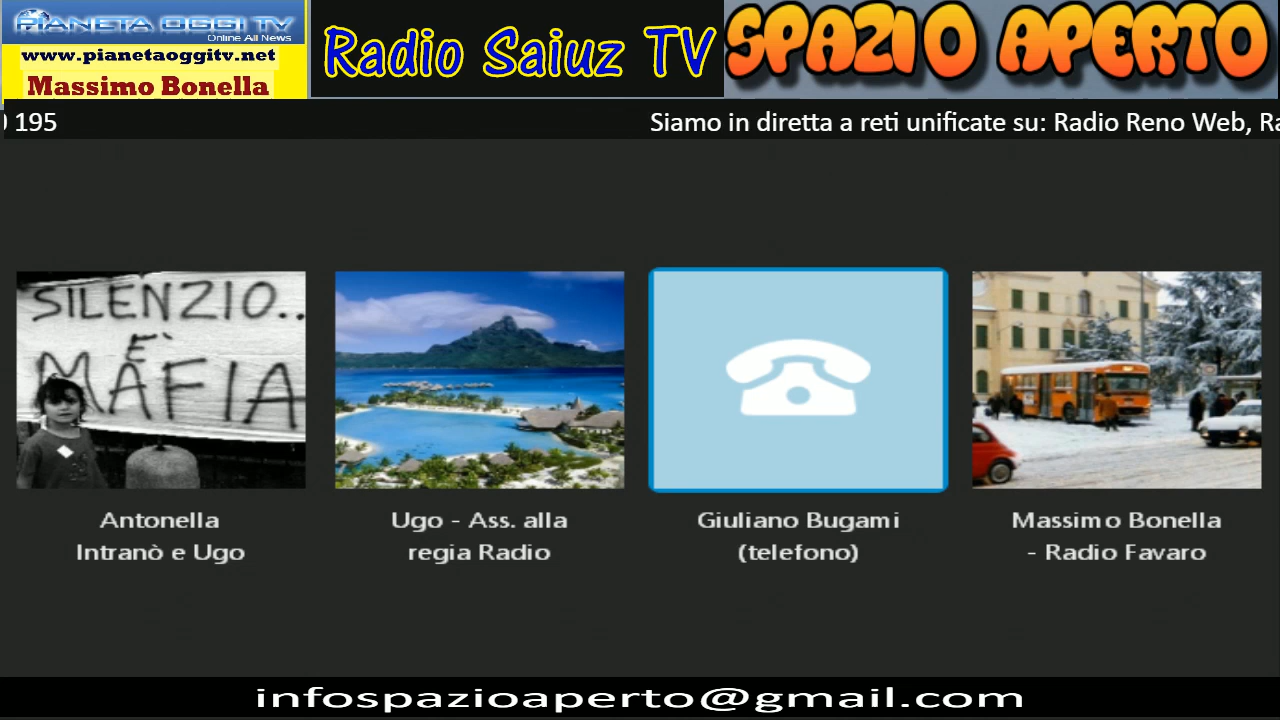 PIANETA OGGI TV
Online All News
www.pianetaoggitv.net
Massimo Bonella
Radio Saiuz TV
SPAZIO APERTO
195
Siamo in diretta a reti unificate su: Radio Reno Web,
SILENZIO..
E'
MAFIA
Antonella
Intranò e Ugo
Ugo - Ass. alla
regia Radio
Giuliano Bugami
(telefono)
Massimo Bonella
- Radio Favaro
infospazioaperto@gmail.com